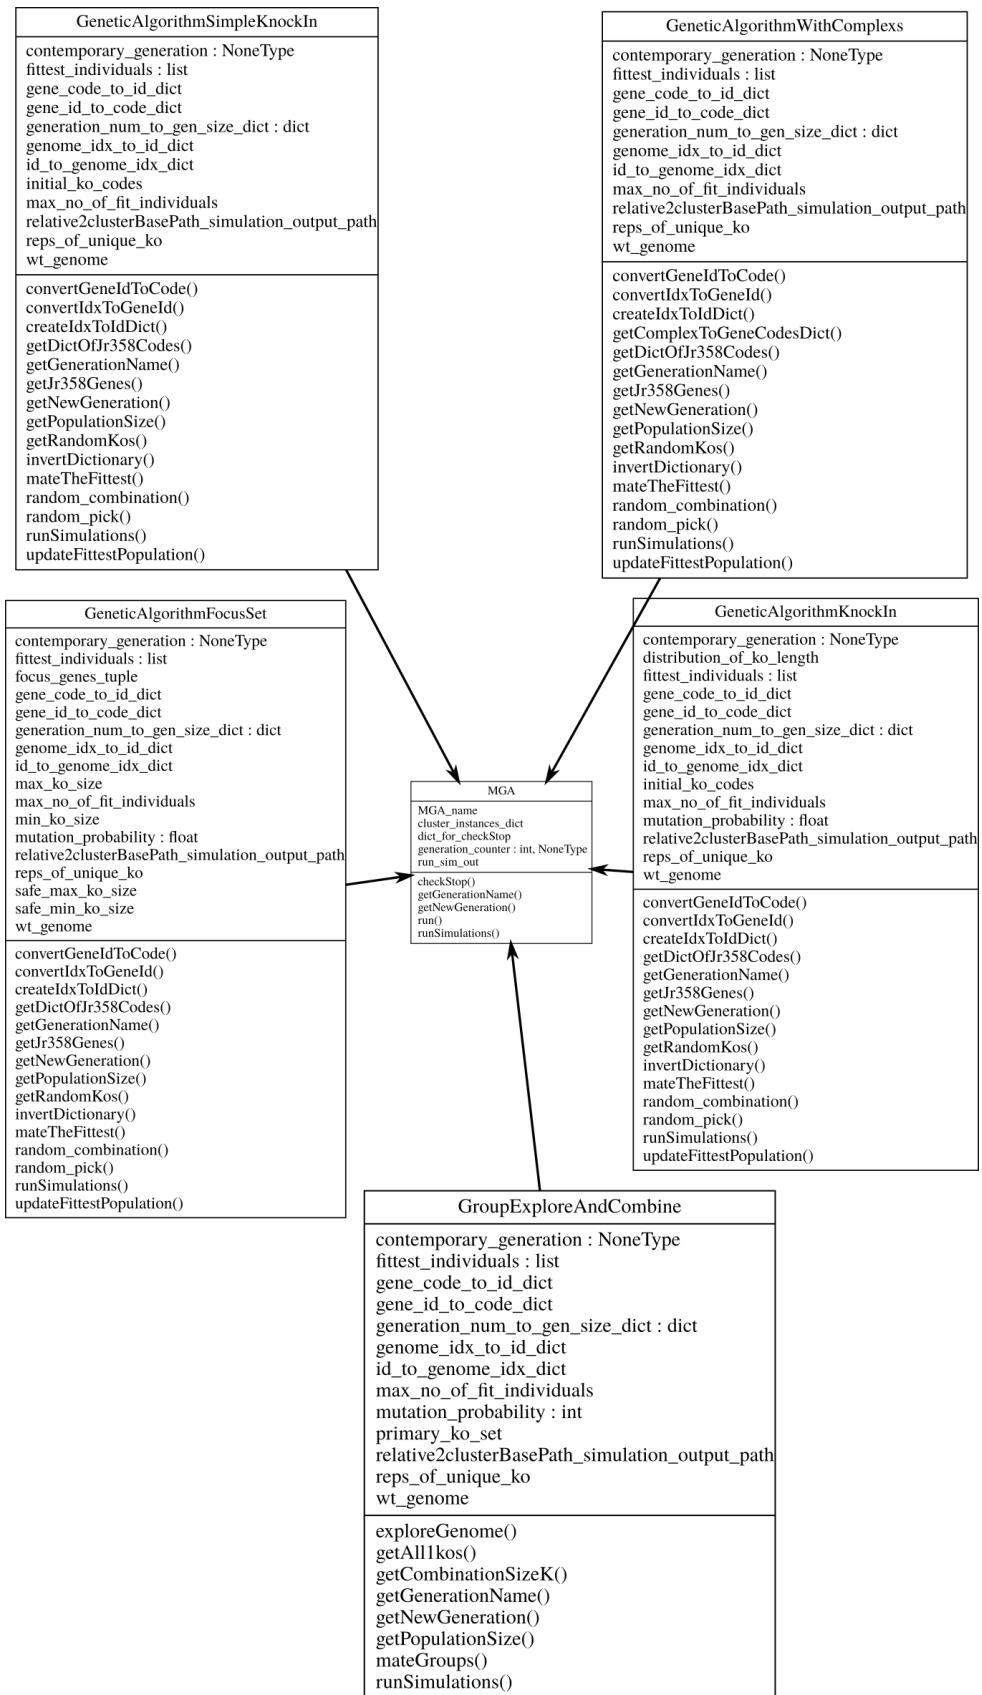 GeneticAlgorithmSimpleKnockIn
contemporary_generation : NoneType
fittest_individuals : list
gene_code_to_id_dict
gene_id_to_code_dict
generation_num_to_gen_size_dict : dict
genome_idx_to_id_dict
id_to_genome_idx_dict
initial_ko_codes
max_no_of_fit_individuals
relative2clusterBasePath_simulation_output_path
reps_of_unique_ko
wt_genome
convertGeneIdToCode()
convertIdxToGeneId()
createIdxToIdDict()
getDictOfJr358Codes()
getGenerationName()
getJr358Genes()
getNewGeneration()
getPopulationSize()
getRandomKos()
invertDictionary()
mateTheFittest()
random_combination()
random_pick()
runSimulations()
updateFittestPopulation()
GeneticAlgorithmWithComplexs
contemporary_generation : NoneType
fittest_individuals : list
gene_code_to_id_dict
gene_id_to_code_dict
generation_num_to_gen_size_dict : dict
genome_idx_to_id_dict
id_to_genome_idx_dict
max_no_of_fit_individuals
relative2clusterBasePath_simulation_output_path
reps_of_unique_ko
wt_genome
convertGeneIdToCode()
convertIdxToGeneId()
createIdxToIdDict()
getComplexToGeneCodesDict()
getDictOfJr358Codes()
getGenerationName()
getJr358Genes()
getNewGeneration()
getPopulationSize()
getRandomKos()
invertDictionary()
mateTheFittest()
random_combination()
random_pick()
runSimulations()
updateFittestPopulation()
GeneticAlgorithmFocusSet
contemporary_generation : NoneType
fittest_individuals : list
focus_genes_tuple
gene_code_to_id_dict
gene_id_to_code_dict
generation_num_to_gen_size_dict : dict
genome_idx_to_id_dict
id_to_genome_idx_dict
max_ko_size
max_no_of_fit_individuals
min_ko_size
mutation_probability : float
relative2clusterBasePath_simulation_output_path
reps_of_unique_ko
safe_max_ko_size
safe_min_ko_size
wt_genome
convertGeneIdToCode()
convertIdxToGeneId()
createIdxToIdDict()
getDictOfJr358Codes()
getGenerationName()
getJr358Genes()
getNewGeneration()
getPopulationSize()
getRandomKos()
invertDictionary()
mateTheFittest()
random_combination()
random_pick()
runSimulations()
updateFittestPopulation()
MGA
MGA_name
cluster_instances_dict
dict_for_checkStop
generation_counter : int, NoneType
run_sim_out
checkStop()
getGenerationName()
getNewGeneration()
run()
runSimulations()
GeneticAlgorithmKnockIn
contemporary_generation : NoneType
distribution_of_ko_length
fittest_individuals : list
gene_code_to_id_dict
gene_id_to_code_dict
generation_num_to_gen_size_dict : dict
genome_idx_to_id_dict
id_to_genome_idx_dict
initial_ko_codes
max_no_of_fit_individuals
mutation_probability : float
relative2clusterBasePath_simulation_output_path
reps_of_unique_ko
wt_genome
convertGeneIdToCode()
convertIdxToGeneId()
createIdxToIdDict()
getDictOfJr358Codes()
getGenerationName()
getJr358Genes()
getNewGeneration()
getPopulationSize()
getRandomKos()
invertDictionary()
mateTheFittest()
random_combination()
random_pick()
runSimulations()
updateFittestPopulation()
GroupExploreAndCombine
contemporary_generation : NoneType
fittest_individuals : list
gene_code_to_id_dict
gene_id_to_code_dict
generation_num_to_gen_size_dict : dict
genome_idx_to_id_dict
id_to_genome_idx_dict
max_no_of_fit_individuals
mutation_probability : int
primary_ko_set
relative2clusterBasePath_simulation_output_path
reps_of_unique_ko
wt_genome
exploreGenome()
getAll1kos()
getCombinationSizeK()
getGenerationName()
getNewGeneration()
getPopulationSize()
mateGroups()
runSimulations()